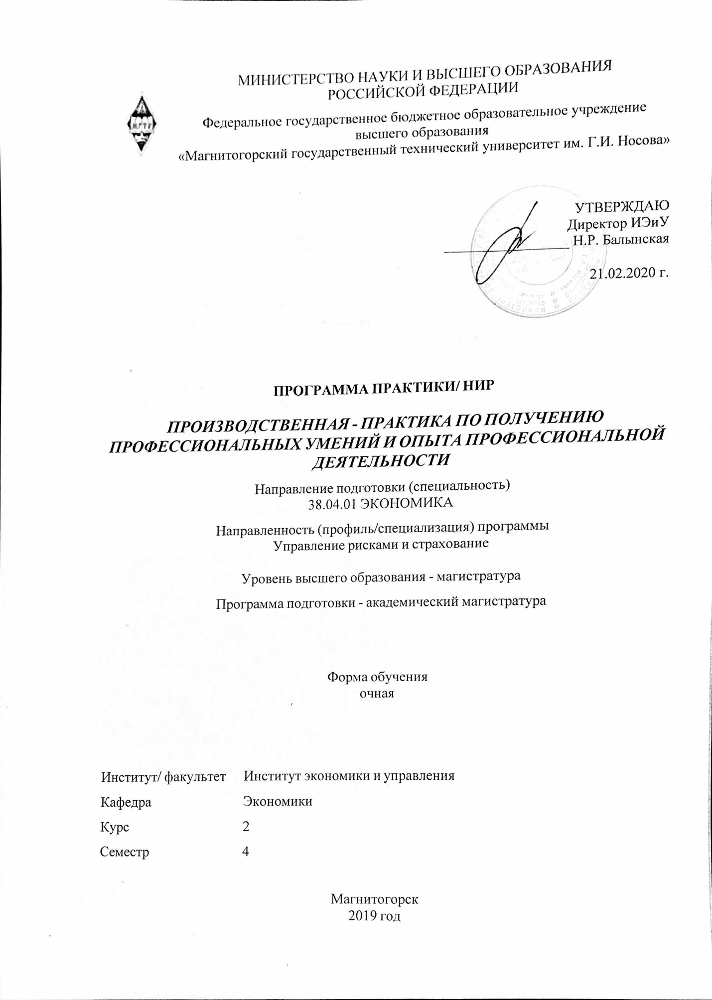 МИНИСТЕРСТВО НАУКИ И ВЫСШЕГО ОБРАЗОВАНИЯ
РОССИЙСКОЙ ФЕДЕРАЦИИ
Федеральное государственное бюджетное образовательное учреждение
высшего образования
«Магнитогорский государственный технический университет им. Г.И. Носова»
МГТУ
УТВЕРЖДАЮ
Директор ИЭиУ
Н.Р. Балынская
21.02.2020 г.
ПРОГРАММА ПРАКТИКИ/ НИР
ПРОИЗВОДСТВЕННАЯ - ПРАКТИКА ПО ПОЛУЧЕНИЮ
ПРОФЕССИОНАЛЬНЫХ УМЕНИЙ И ОПЫТА ПРОФЕССИОНАЛЬНОЙ
ДЕЯТЕЛЬНОСТИ
Направление подготовки (специальность)
38.04.01 ЭКОНОМИКА
Направленность (профиль/специализация) программы
Управление рисками и страхование
Уровень высшего образования - магистратура
Программа подготовки - академический магистратура
Форма обучения
очная
Институт/ факультет Институт экономики и управления
Кафедра Экономики
Курс 2
Семестр 4
Магнитогорск
2019 год